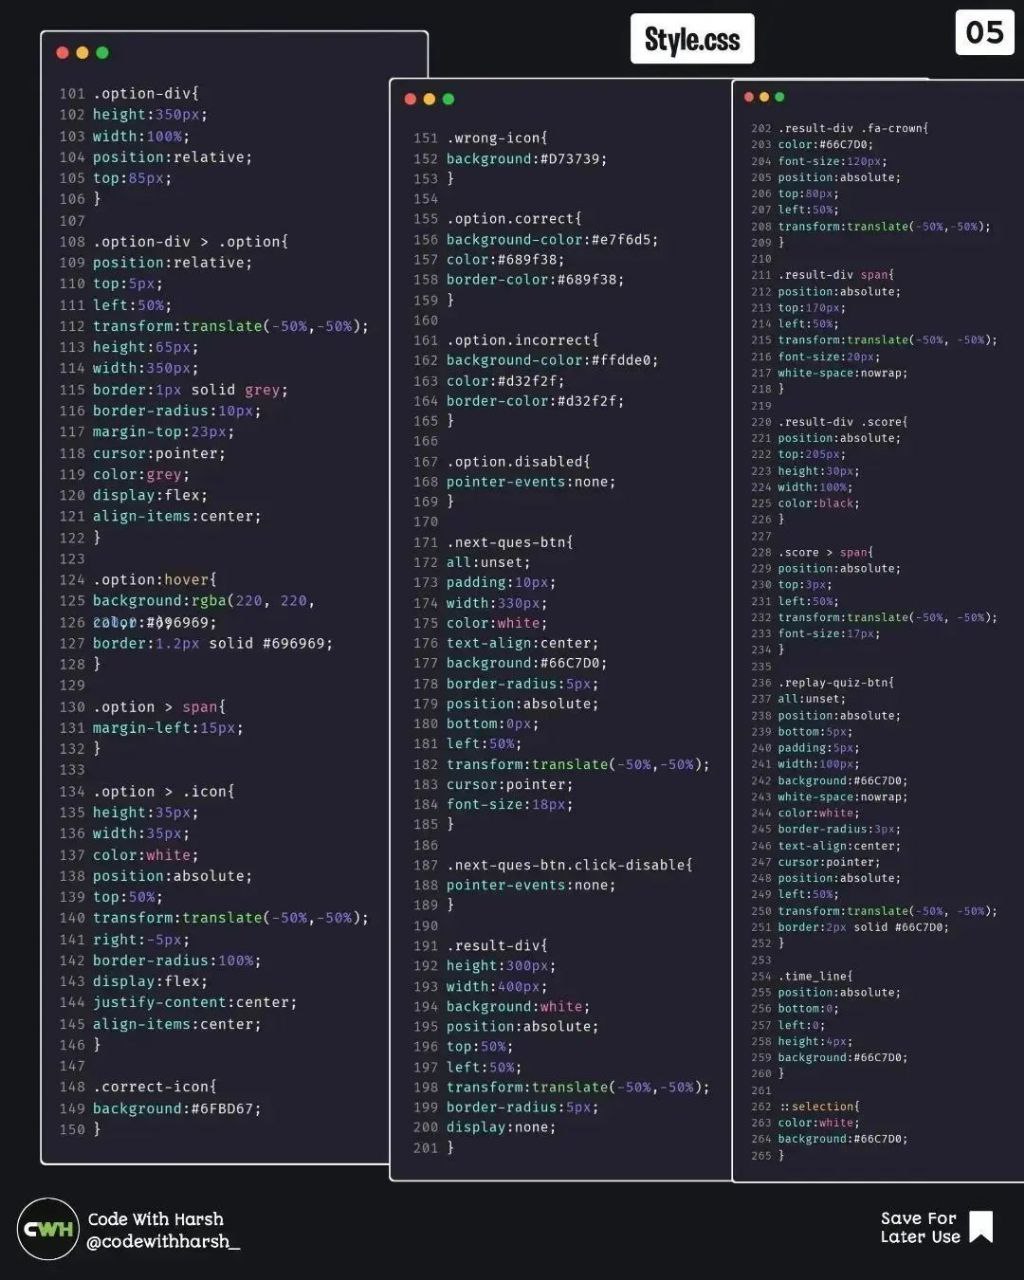 Style.css
05
101 .option-div{
102 height:350px;
103 width:100%;
104 position:relative;
105 top:85px;
106 }
107
108 .option-div > .option{
109 position:relative;
110 top:5px;
111 left:50%;
112 transform:translate(-50%,-50%);
113 height:65px;
114 width:350px;
115 border:1px solid grey;
116 border-radius:10px;
117 margin-top:23px;
118 cursor:pointer;
119 color:grey;
120 display:flex;
121 align-items:center;
122 }
123
124 .option:hover{
125 background:rgba(220, 220,
126 #696969;
127 border:1.2px solid #696969;
128 }
129
130 .option > span{
131 margin-left:15px;
132 }
133
134 .option > .icon{
135 height:35px;
136 width:35px;
137 color:white;
138 position:absolute;
139 top:50%;
140 transform:translate(-50%,-50%);
141 right:-5px;
142 border-radius:100%;
143 display:flex;
144 justify-content:center;
145 align-items:center;
146 }
147
148 .correct-icon{
149 background:#6FBD67;
150 }
151 .wrong-icon{
152 background:#D73739;
153 }
154
155 .option.correct{
156 background-color:#e7f6d5;
157 color:#689f38;
158 border-color:#689f38;
159 }
160
161 .option.incorrect{
162 background-color:#ffdde0;
163 color:#d32f2f;
164 border-color:#d32f2f;
165 }
166
167 .option.disabled{
168 pointer-events:none;
169 }
170
171 .next-ques-btn{
172 all:unset;
173 padding:10px;
174 width:330px;
175 color:white;
176 text-align:center;
177 background:#66C7D0;
178 border-radius:5px;
179 position:absolute;
180 bottom:0px;
181 left:50%;
182 transform:translate(-50%,-50%);
183 cursor:pointer;
184 font-size:18px;
185 }
186
187 .next-ques-btn.click-disable{
188 pointer-events:none;
189 }
190
191 .result-div{
192 height:300px;
193 width:400px;
194 background:white;
195 position:absolute;
196 top:50%;
197 left:50%;
198 transform:translate(-50%,-50%);
199 border-radius:5px;
200 display:none;
201 }
202 .result-div .fa-crown{
203 color:#66C7D0;
204 font-size:120px;
205 position:absolute;
206 top:80px;
207 left:50%;
208 transform:translate(-50%,-50%);
209 }
210
211 .result-div span{
212 position:absolute;
213 top:170px;
214 left:50%;
215 transform:translate(-50%, -50%);
216 font-size:20px;
217 white-space:nowrap;
218 }
219
220 .result-div .score{
221 position:absolute;
222 top:205px;
223 height:30px;
224 width:100%;
225 color:black;
226 }
227
228 .score > span{
229 position:absolute;
230 top:3px;
231 left:50%;
232 transform:translate(-50%, -50%);
233 font-size:17px;
234 }
235
236 .replay-quiz-btn{
237 all:unset;
238 position:absolute;
239 bottom:5px;
240 padding:5px;
241 width:100px;
242 background:#66C7D0;
243 white-space:nowrap;
244 color:white;
245 border-radius:3px;
246 text-align:center;
247 cursor:pointer;
248 position:absolute;
249 left:50%;
250 transform:translate(-50%, -50%);
251 border:2px solid #66C7D0;
252 }
253
254 .time_line{
255 position:absolute;
256 bottom:0;
257 left:0;
258 height:4px;
259 background:#66C7D0;
260 }
261
262 ::selection{
263 color:white;
264 background:#66C7D0;
265 }
CWH
Code With Harsh
@codewithharsh_
Save For
Later Use